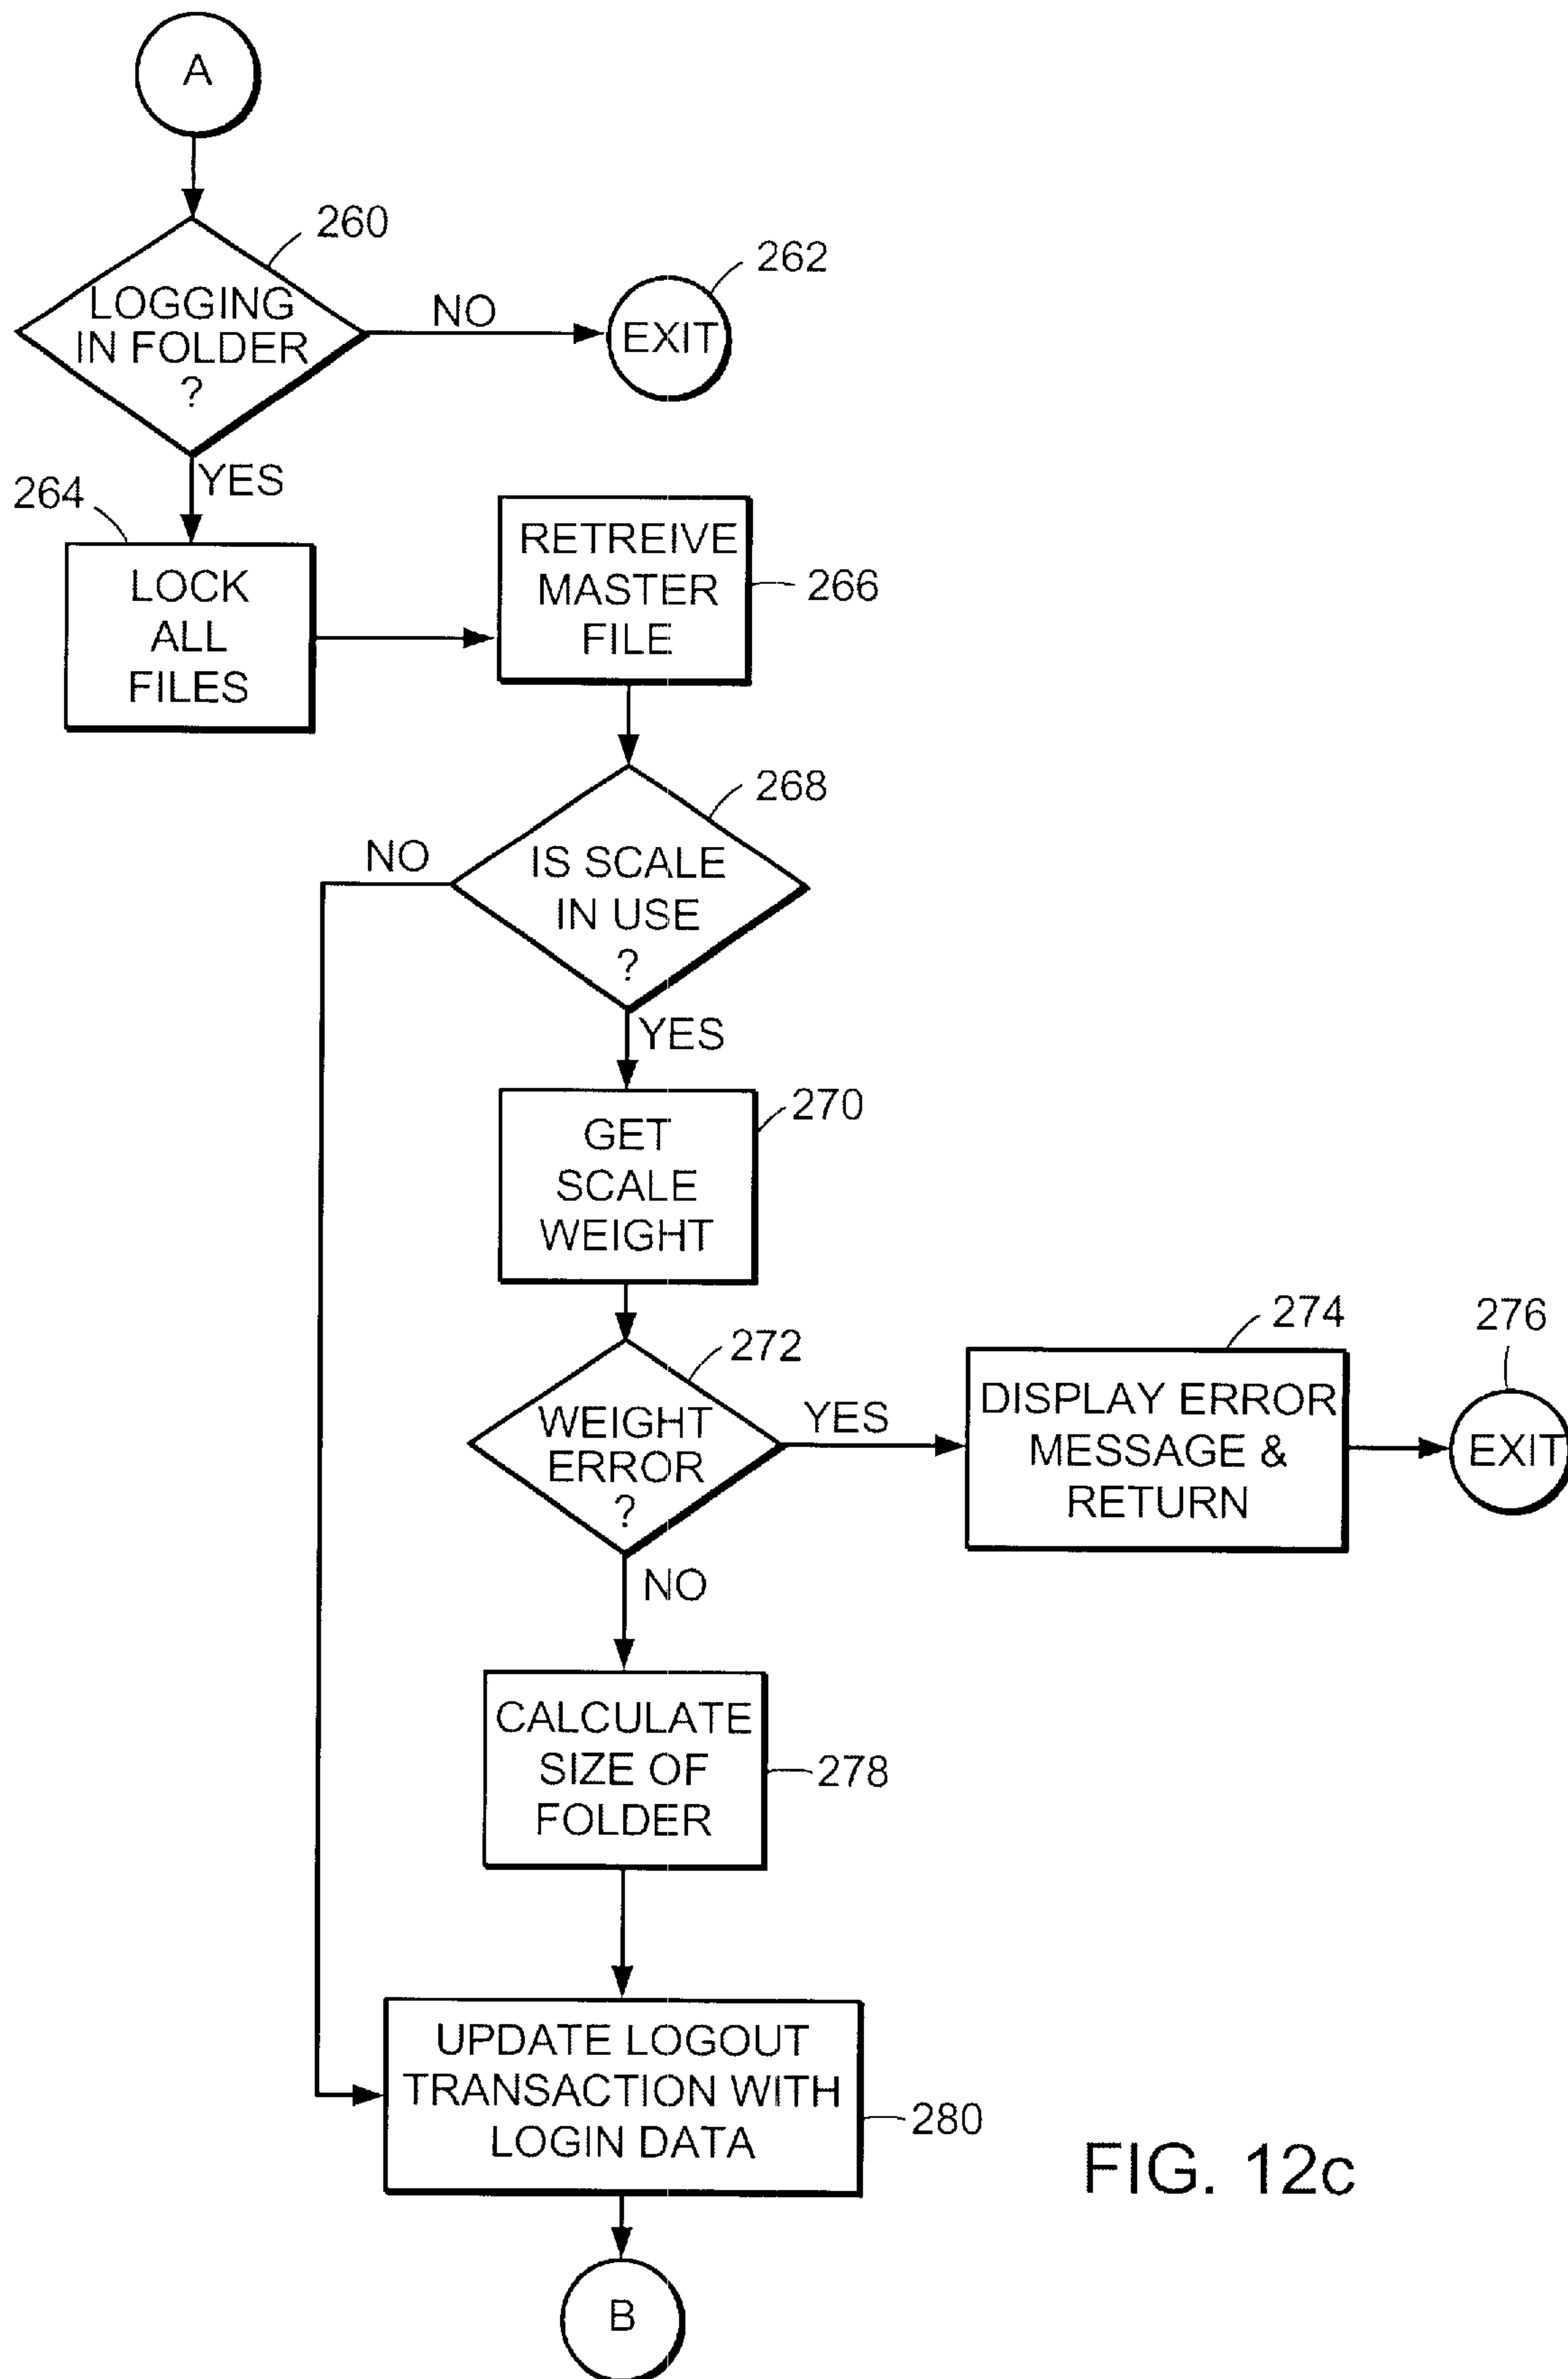 A
260
LOGGING
IN FOLDER
?
NO
262
EXIT
YES
264
LOCK
ALL
FILES
RETREIVE
MASTER
FILE
266
268
NO
IS SCALE
IN USE
?
YES
270
GET
SCALE
WEIGHT
272
WEIGHT
ERROR
?
YES
274
DISPLAY ERROR
MESSAGE &
RETURN
276
EXIT
NO
CALCULATE
SIZE OF
FOLDER
278
UPDATE LOGOUT
TRANSACTION WITH
LOGIN DATA
280
FIG. 12c
B